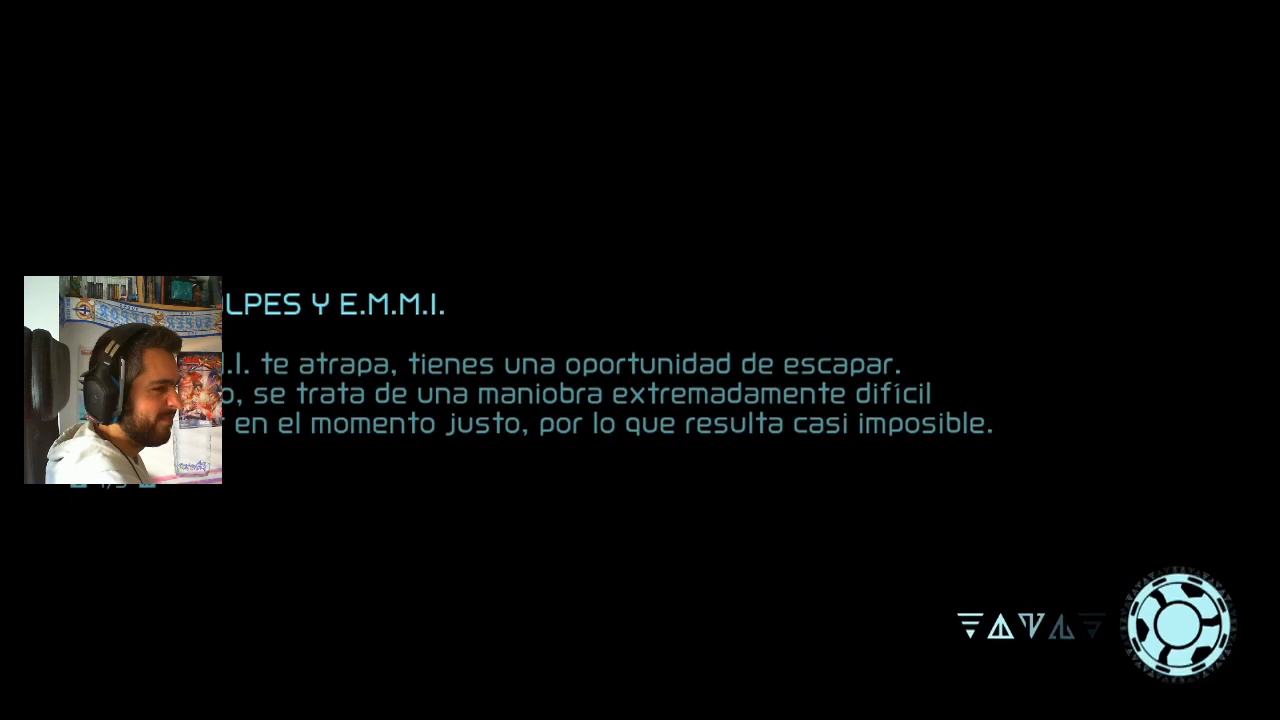 LPES Y E.M.M.I.
.I. te atrapa, tienes una oportunidad de escapar.
o, se trata de una maniobra extremadamente difícil
en el momento justo, por lo que resulta casi imposible.